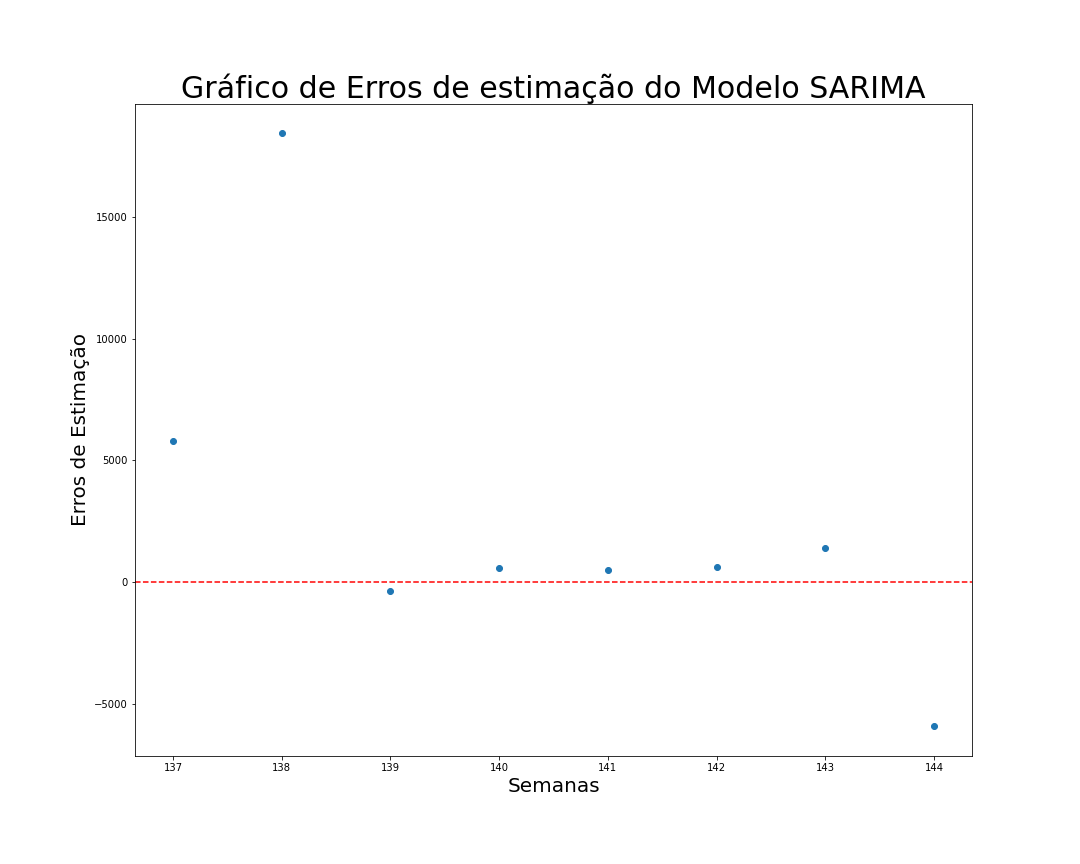 Gráfico de Erros de estimação do Modelo SARIMA
Erros de Estimação
15000
10000
5000
0
−5000
137 138 139 140 141 142 143 144
Semanas